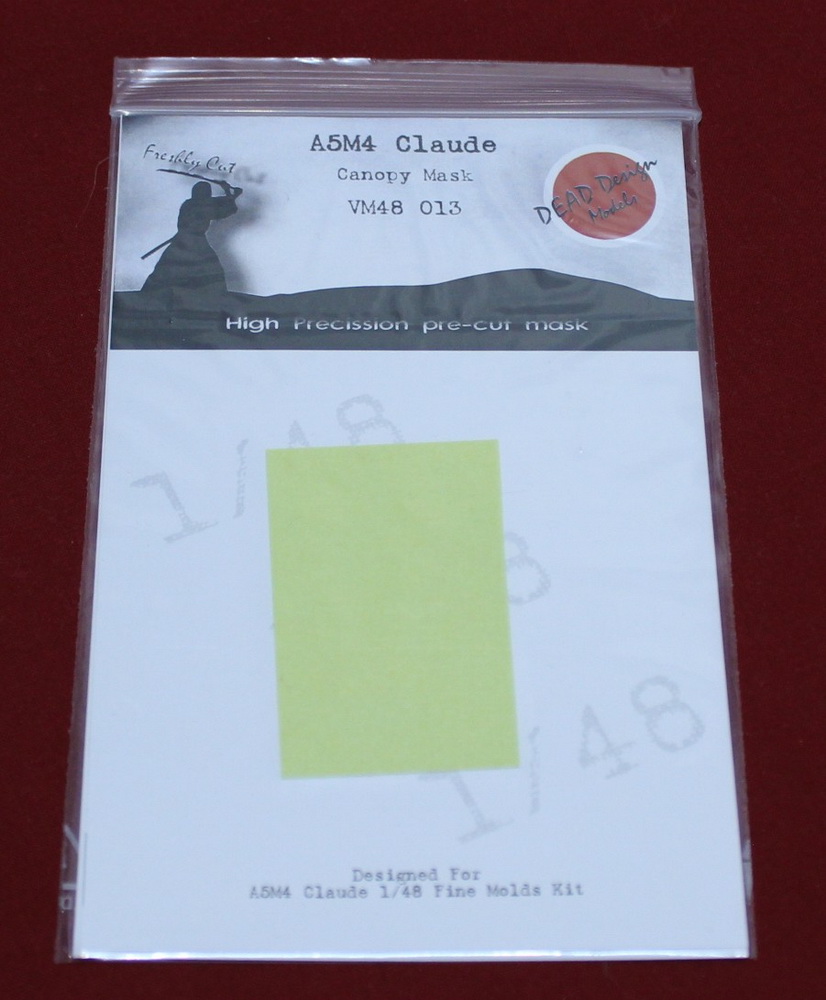 A5M4 Claude
Freshly Cut
Canopy Mask
VM48 013
DEAD Design
Models
High Precission pre-cut mask
1/48
8
1/48
Designed For
A5M4 Claude 1/48 Fine Molds Kit